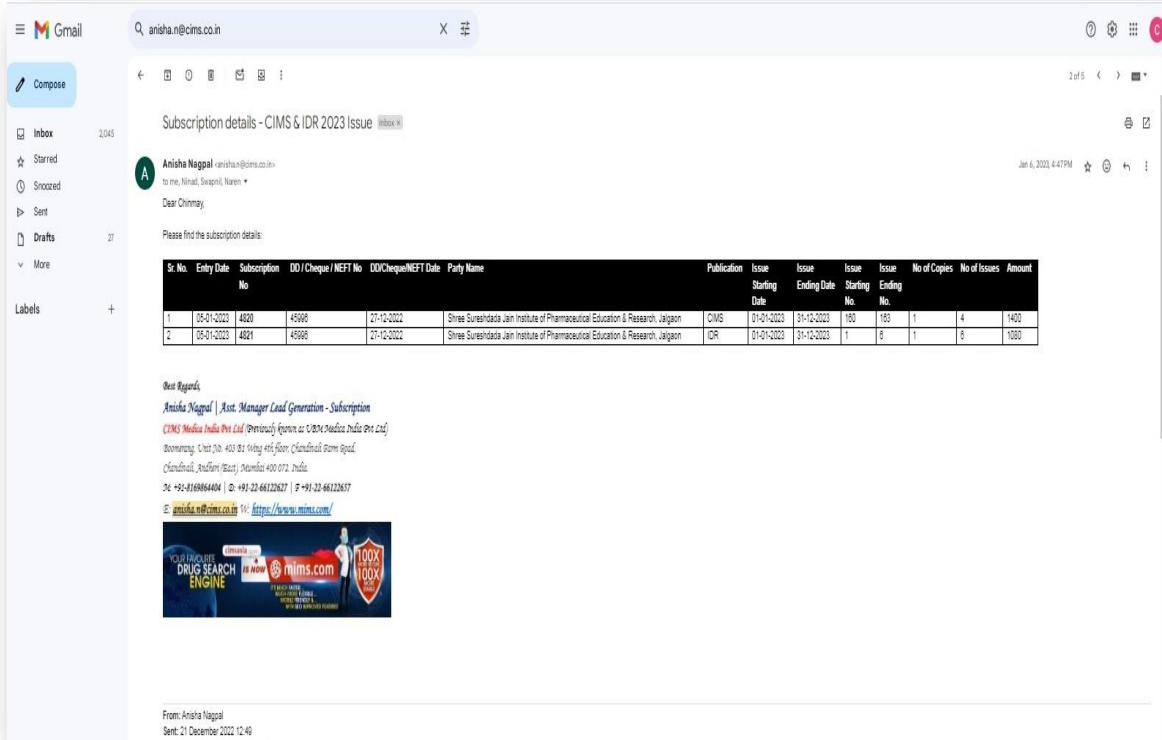 Gmail
anisha.n@cims.co.in
C
Compose
2 of 5
Inbox 2,045
Starred
Snoozed
Sent
Drafts 27
More
Labels
Subscription details - CIMS & IDR 2023 Issue Inbox x
A
Anisha Nagpal <anisha.n@cims.co.in>
Jan 6, 2023, 4:47 PM
to me, Ninad, Swapnil, Naren
Dear Chinmay,
Please find the subscription details:
Sr. No. Entry Date Subscription No DD / Cheque / NEFT No DD/Cheque/NEFT Date Party Name Publication Issue Starting Date Issue Ending Date Issue Starting No. Issue Ending No. No of Copies No of Issues Amount
1 05-01-2023 4820 45996 27-12-2022 Shree Sureshdada Jain Institute of Pharmaceutical Education & Research, Jalgaon CIMS 01-01-2023 31-12-2023 160 163 1 4 1400
2 05-01-2023 4821 45996 27-12-2022 Shree Sureshdada Jain Institute of Pharmaceutical Education & Research, Jalgaon IDR 01-01-2023 31-12-2023 1 6 1 6 1080
Best Regards,
Anisha Nagpal | Asst. Manager Lead Generation - Subscription
CIMS Medica India Pvt Ltd (Previously known as UBM Medica India Pvt Ltd)
Boomerang, Unit No. 403 B1 Wing 4th floor, Chandivali Farm Road,
Chandivali, Andheri (East), Mumbai 400 072. India.
M: +91-8169864404 | D: +91-22-66122627 | F +91-22-66122657
E: anisha.n@cims.co.in W: https://www.mims.com/
YOUR FAVOURITE
DRUG SEARCH
ENGINE
cimsasia
IS NOW
mims.com
100X
100X
From: Anisha Nagpal
Sent: 21 December 2022 12:49